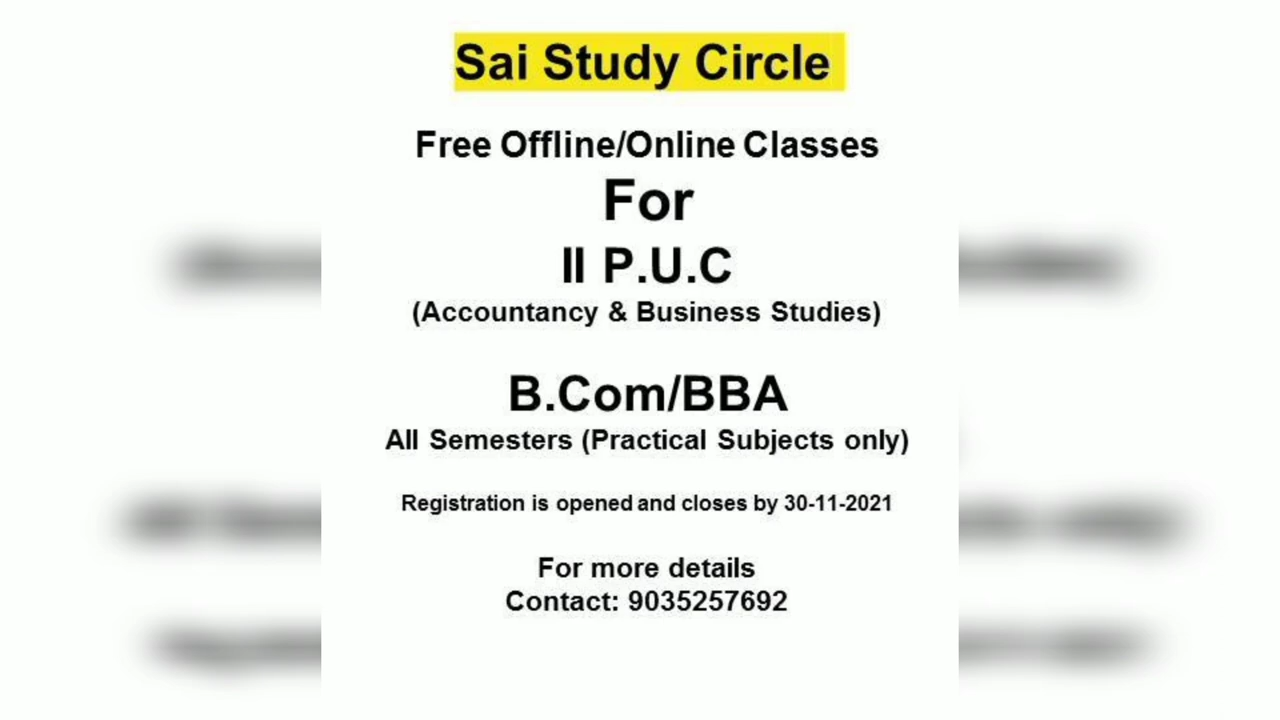 Sai Study Circle
Free Offline/Online Classes
For
II P.U.C
(Accountancy & Business Studies)
B.Com/BBA
All Semesters (Practical Subjects only)
Registration is opened and closes by 30-11-2021
For more details
Contact: 9035257692